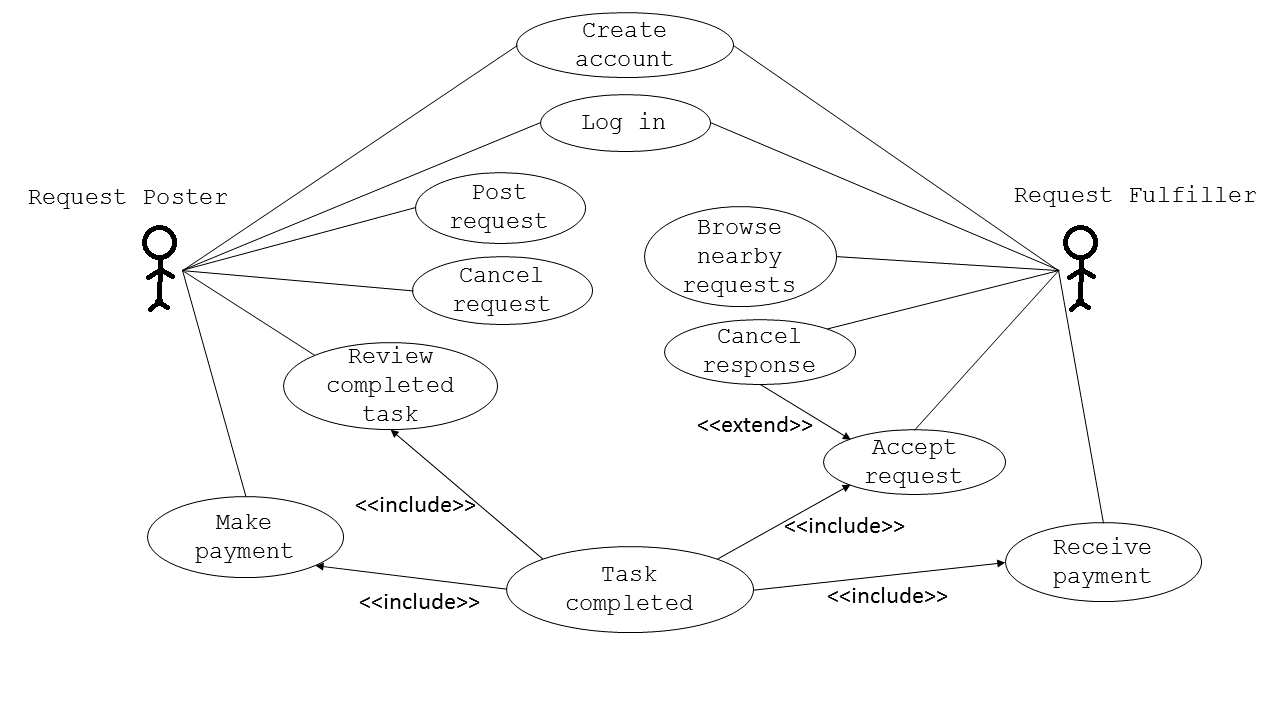 Create
account
Log in
Request Poster
Request Fulfiller
Post
request
Browse
nearby
requests
Cancel
request
Cancel
response
Review
completed
task
<<extend>>
Accept
request
<<include>>
<<include>>
Make
payment
Receive
payment
Task
completed
<<include>>
<<include>>